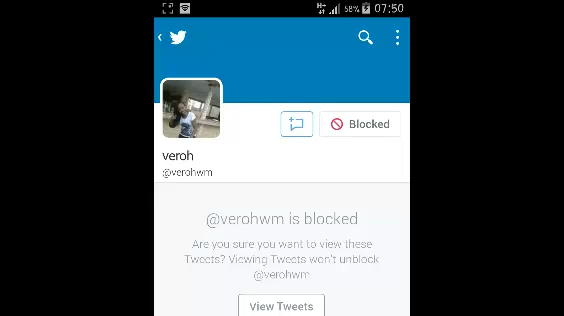 58% 07:50
Blocked
veroh
@verohwm
@verohwm is blocked
Are you sure you want to view these
Tweets? Viewing Tweets won't unblock
@verohwm
View Tweets